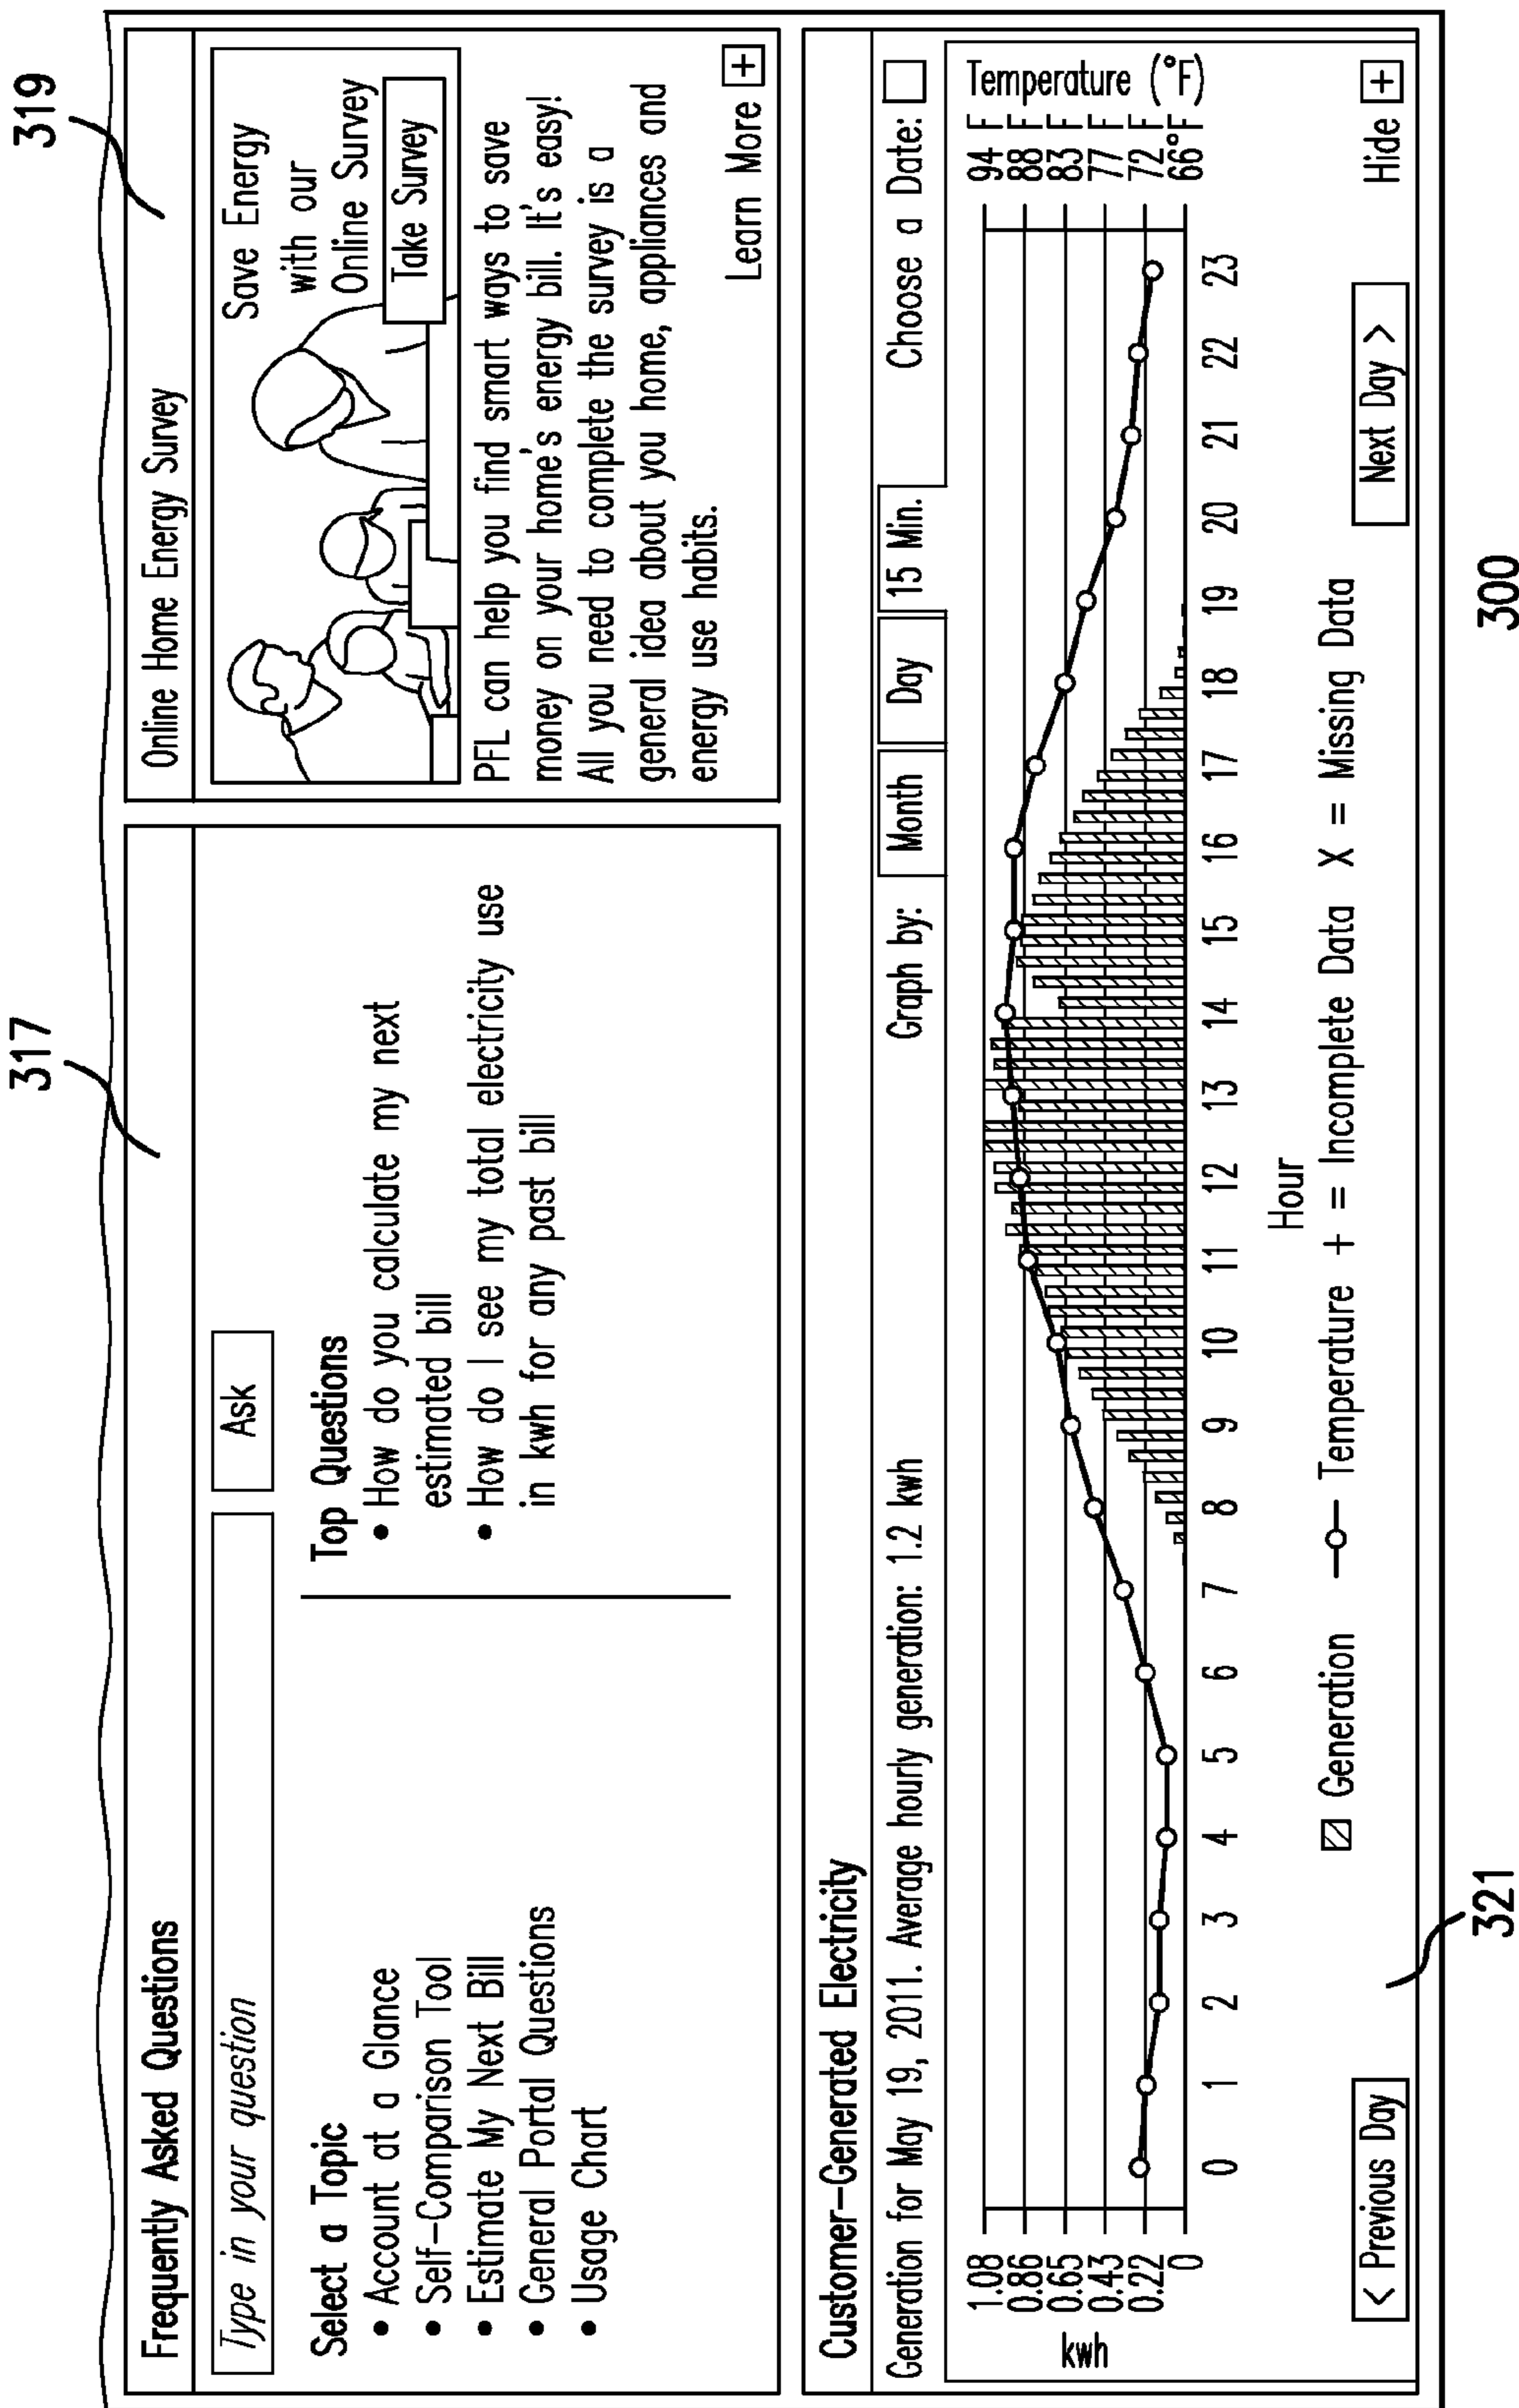 317
319
Frequently Asked Questions
Type in your question
Ask
Select a Topic
• Account at a Glance
• Self-Comparison Tool
• Estimate My Next Bill
• General Portal Questions
• Usage Chart
Top Questions
• How do you calculate my next
estimated bill
• How do I see my total electricity use
in kwh for any past bill
Online Home Energy Survey
Save Energy
with our
Online Survey
Take Survey
PFL can help you find smart ways to save
money on your home's energy bill. It's easy!
All you need to complete the survey is a
general idea about you home, appliances and
energy use habits.
Learn More +
Customer-Generated Electricity
Generation for May 19, 2011. Average hourly generation: 1.2 kwh
Graph by: Month Day 15 Min.
Choose a Date:
kwh
1.08
0.86
0.65
0.43
0.22
0
94 F
88 F
83 F
77 F
72 F
66°F
Temperature (°F)
0 1 2 3 4 5 6 7 8 9 10 11 12 13 14 15 16 17 18 19 20 21 22 23
Hour
Generation Temperature + = Incomplete Data X = Missing Data
< Previous Day
Next Day >
Hide +
321
300